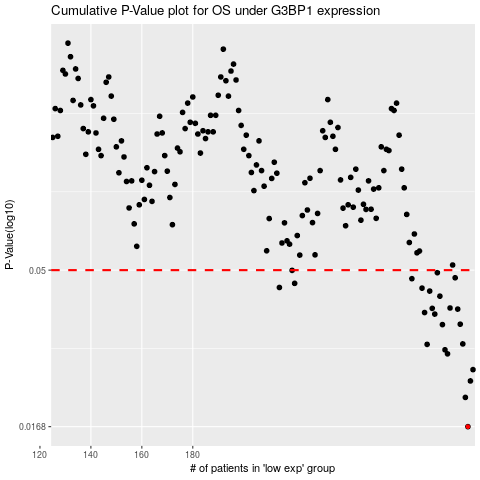 Cumulative P-Value plot for OS under G3BP1 expression
P-Value(log10)
0.05
0.0168
120 140 160 180
# of patients in 'low exp' group